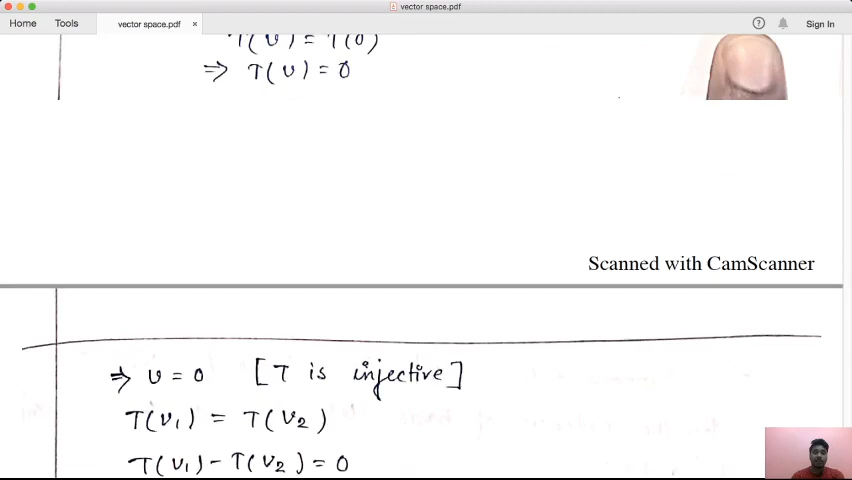 vector space.pdf
Home Tools vector space.pdf × ? Sign In
T(v) = T(0)
⇒ T(v) = 0
Scanned with CamScanner
⇒ v = 0 [T is injective]
T(v₁) = T(v₂)
T(v₁) - T(v₂) = 0